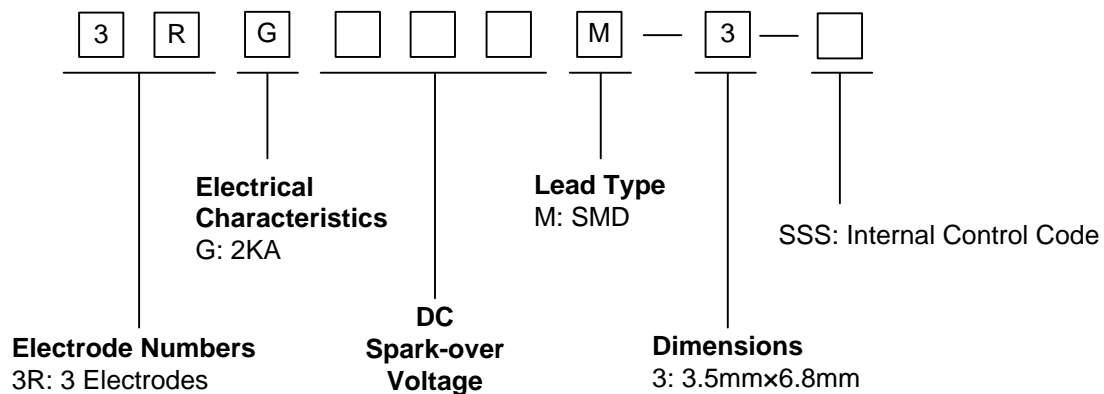 3 R G M — 3 —
Electrical
Characteristics
G: 2KA
Lead Type
M: SMD
SSS: Internal Control Code
Electrode Numbers
3R: 3 Electrodes
DC
Spark-over
Voltage
Dimensions
3: 3.5mm×6.8mm